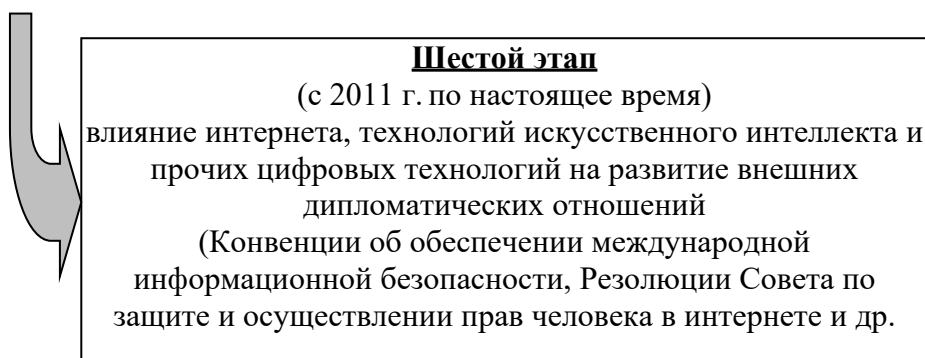 Шестой этап
(с 2011 г. по настоящее время)
влияние интернета, технологий искусственного интеллекта и
прочих цифровых технологий на развитие внешних
дипломатических отношений
(Конвенции об обеспечении международной
информационной безопасности, Резолюции Совета по
защите и осуществлении прав человека в интернете и др.